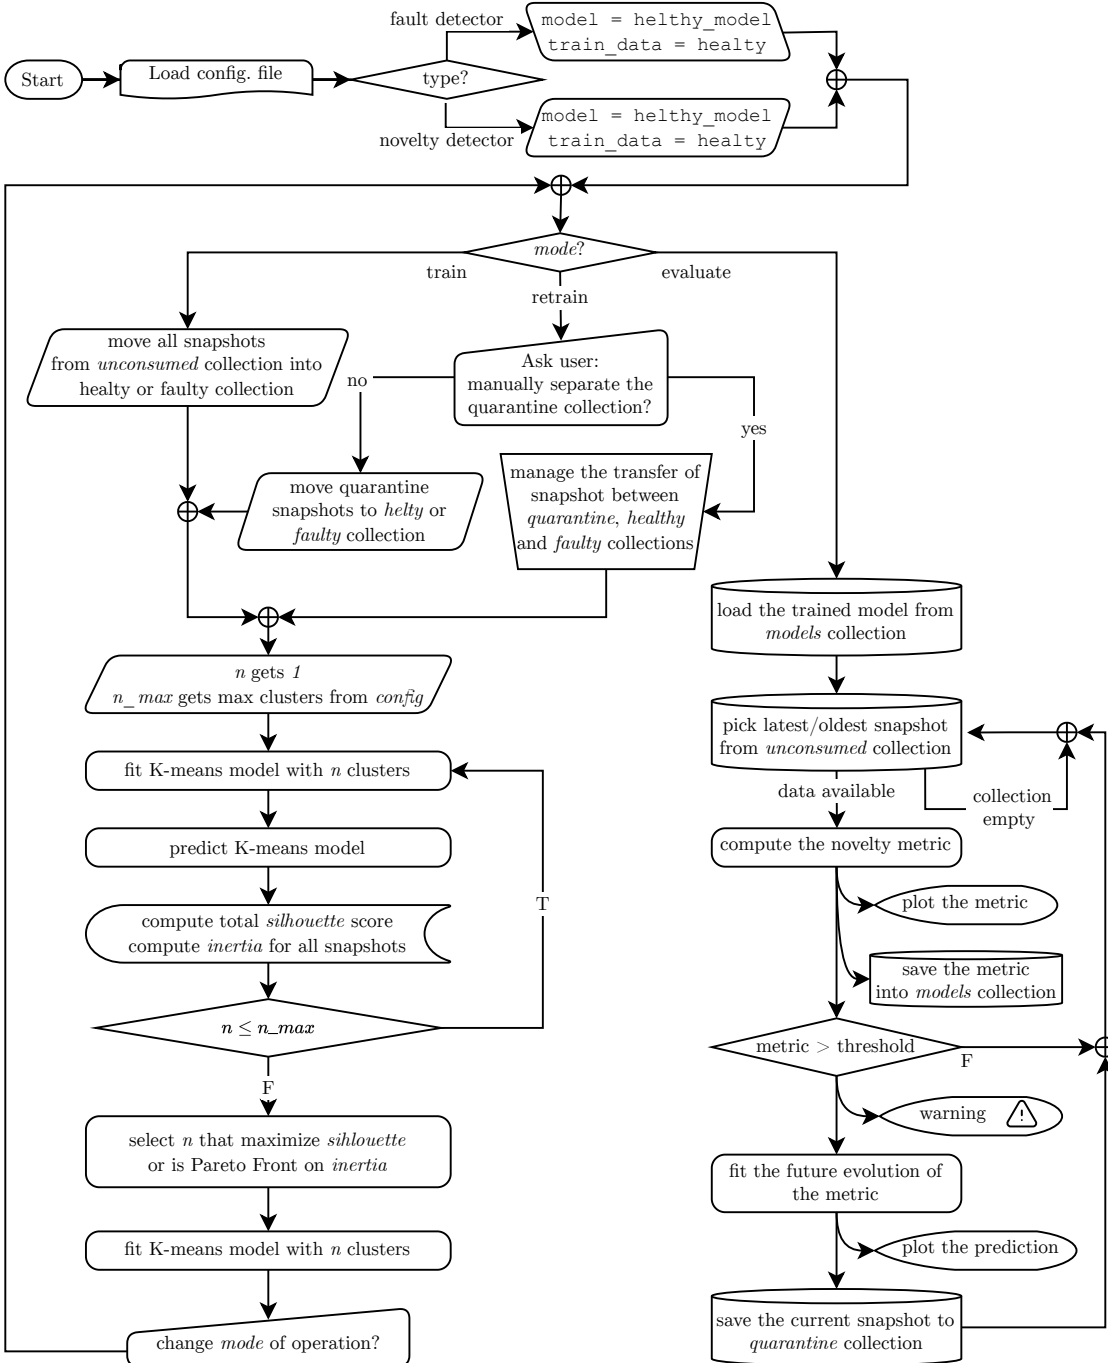 fault detector
model = helthy_model
train_data = healty
Start
Load config. file
type?
model = helthy_model
train_data = healty
novelty detector
mode?
train
evaluate
retrain
move all snapshots
from unconsumed collection into
healty or faulty collection
Ask user:
manually separate the
quarantine collection?
no
yes
move quarantine
snapshots to helty or
faulty collection
manage the transfer of
snapshot between
quarantine, healthy
and faulty collections
load the trained model from
models collection
n gets 1
n_max gets max clusters from config
pick latest/oldest snapshot
from unconsumed collection
fit K-means model with n clusters
data available
collection
empty
predict K-means model
compute the novelty metric
T
plot the metric
compute total silhouette score
compute inertia for all snapshots
save the metric
into models collection
n ≤ n_max
metric > threshold
F
F
warning
select n that maximize sihlouette
or is Pareto Front on inertia
fit the future evolution of
the metric
fit K-means model with n clusters
plot the prediction
change mode of operation?
save the current snapshot to
quarantine collection